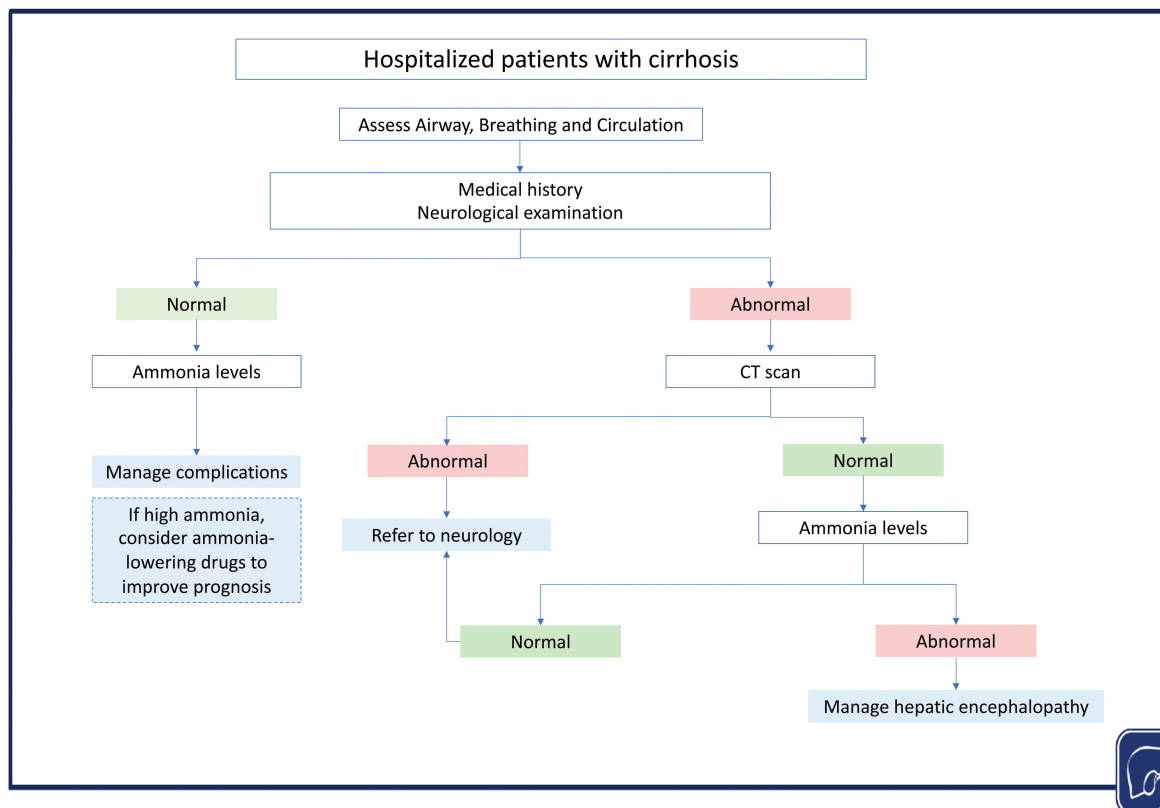 Hospitalized patients with cirrhosis
Assess Airway, Breathing and Circulation
Medical history
Neurological examination
Normal
Abnormal
Ammonia levels
CT scan
Manage complications
If high ammonia,
consider ammonia-
lowering drugs to
improve prognosis
Abnormal
Normal
Refer to neurology
Ammonia levels
Normal
Abnormal
Manage hepatic encephalopathy